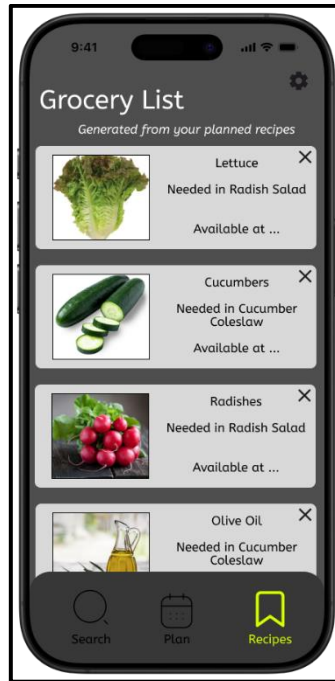 9:41
Grocery List
Generated from your planned recipes
Lettuce
Needed in Radish Salad
Available at ...
Cucumbers
Needed in Cucumber
Coleslaw
Available at ...
Radishes
Needed in Radish Salad
Available at ...
Olive Oil
Needed in Cucumber
Coleslaw
Search
Plan
Recipes